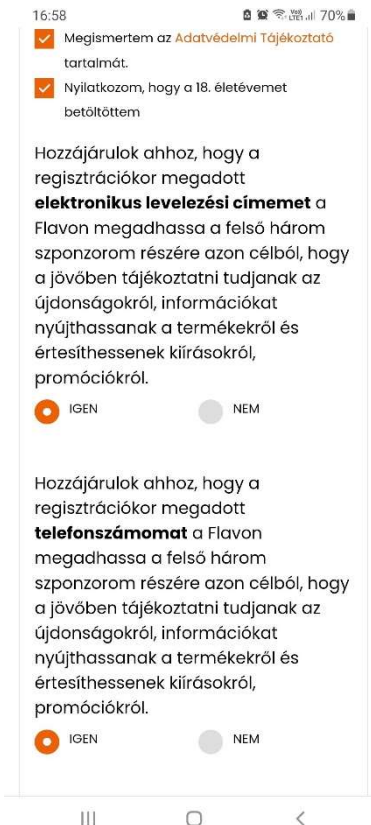 16:58
70%
Megismertem az Adatvédelmi Tájékoztató
tartalmát.
Nyilatkozom, hogy a 18. életévemet
betöltöttem
Hozzájárulok ahhoz, hogy a
regisztrációkor megadott
elektronikus levelezési címemet a
Flavon megadhassa a felső három
szponzorom részére azon célból, hogy
a jövőben tájékoztatni tudjanak az
újdonságokról, információkat
nyújthassanak a termékekről és
értesíthessenek kiírásokról,
promóciókról.
IGEN NEM
Hozzájárulok ahhoz, hogy a
regisztrációkor megadott
telefonszámomat a Flavon
megadhassa a felső három
szponzorom részére azon célból, hogy
a jövőben tájékoztatni tudjanak az
újdonságokról, információkat
nyújthassanak a termékekről és
értesíthessenek kiírásokról,
promóciókról.
IGEN NEM